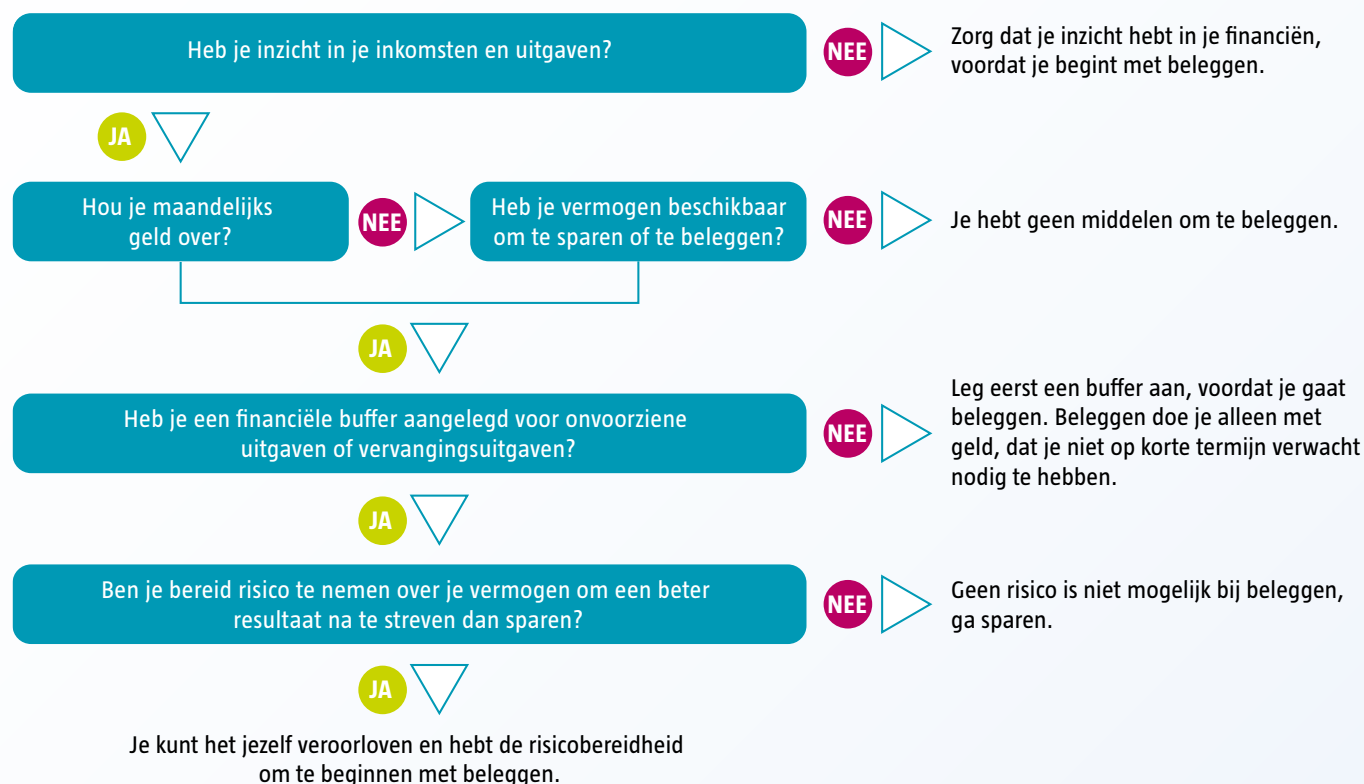 Heb je inzicht in je inkomsten en uitgaven?
NEE
Zorg dat je inzicht hebt in je financiën,
voordat je begint met beleggen.
JA
Hou je maandelijks
geld over?
NEE
Heb je vermogen beschikbaar
om te sparen of te beleggen?
NEE
Je hebt geen middelen om te beleggen.
JA
Heb je een financiële buffer aangelegd voor onvoorziene
uitgaven of vervangingsuitgaven?
NEE
Leg eerst een buffer aan, voordat je gaat
beleggen. Beleggen doe je alleen met
geld, dat je niet op korte termijn verwacht
nodig te hebben.
JA
Ben je bereid risico te nemen over je vermogen om een beter
resultaat na te streven dan sparen?
NEE
Geen risico is niet mogelijk bij beleggen,
ga sparen.
JA
Je kunt het jezelf veroorloven en hebt de risicobereidheid
om te beginnen met beleggen.